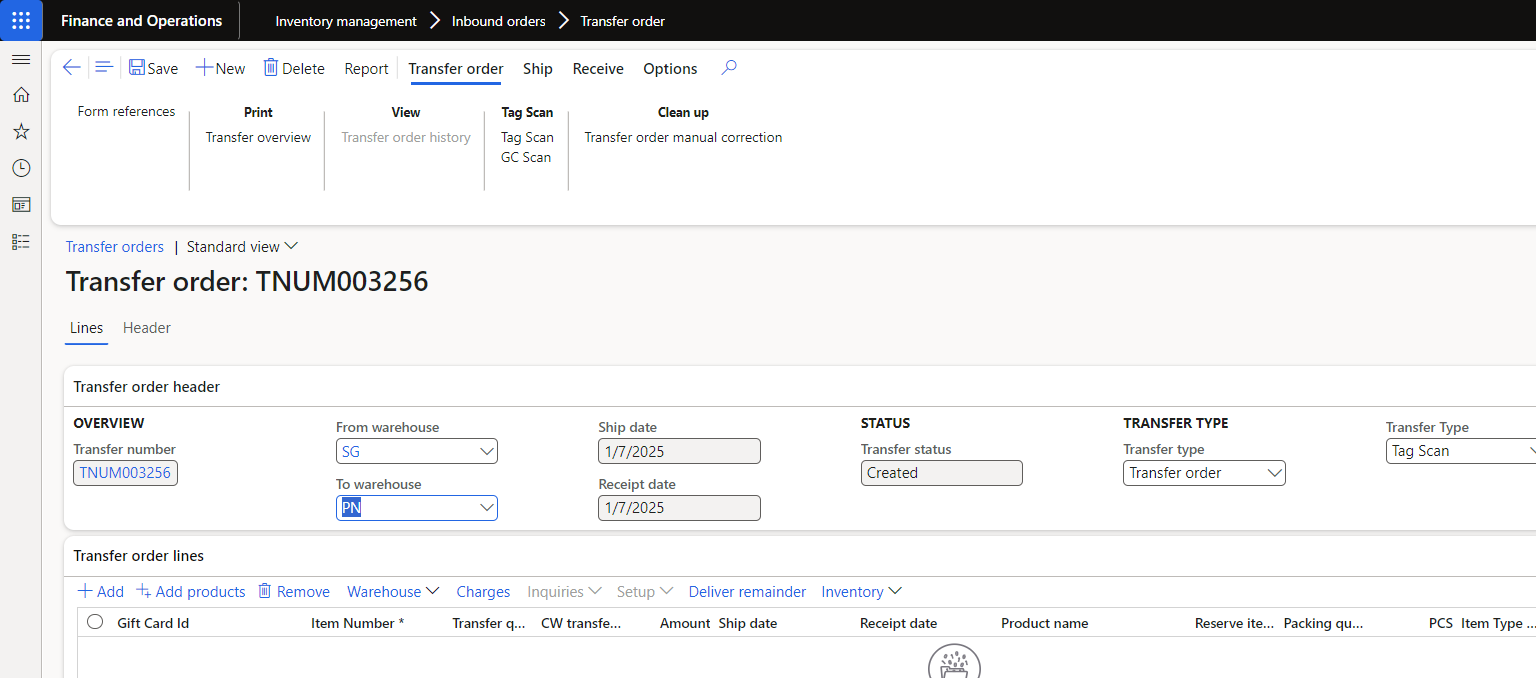 Finance and Operations
Inventory management > Inbound orders > Transfer order
Save New Delete Report Transfer order Ship Receive Options
Form references
Print
Transfer overview
View
Transfer order history
Tag Scan
Tag Scan
GC Scan
Clean up
Transfer order manual correction
Transfer orders | Standard view
Transfer order: TNUM003256
Lines Header
Transfer order header
OVERVIEW
Transfer number
TNUM003256
From warehouse
SG
To warehouse
PN
Ship date
1/7/2025
Receipt date
1/7/2025
STATUS
Transfer status
Created
TRANSFER TYPE
Transfer type
Transfer order
Transfer Type
Tag Scan
Transfer order lines
Add Add products Remove Warehouse Charges Inquiries Setup Deliver remainder Inventory
Gift Card Id Item Number * Transfer q... CW transfe... Amount Ship date Receipt date Product name Reserve ite... Packing qu... PCS Item Type ...